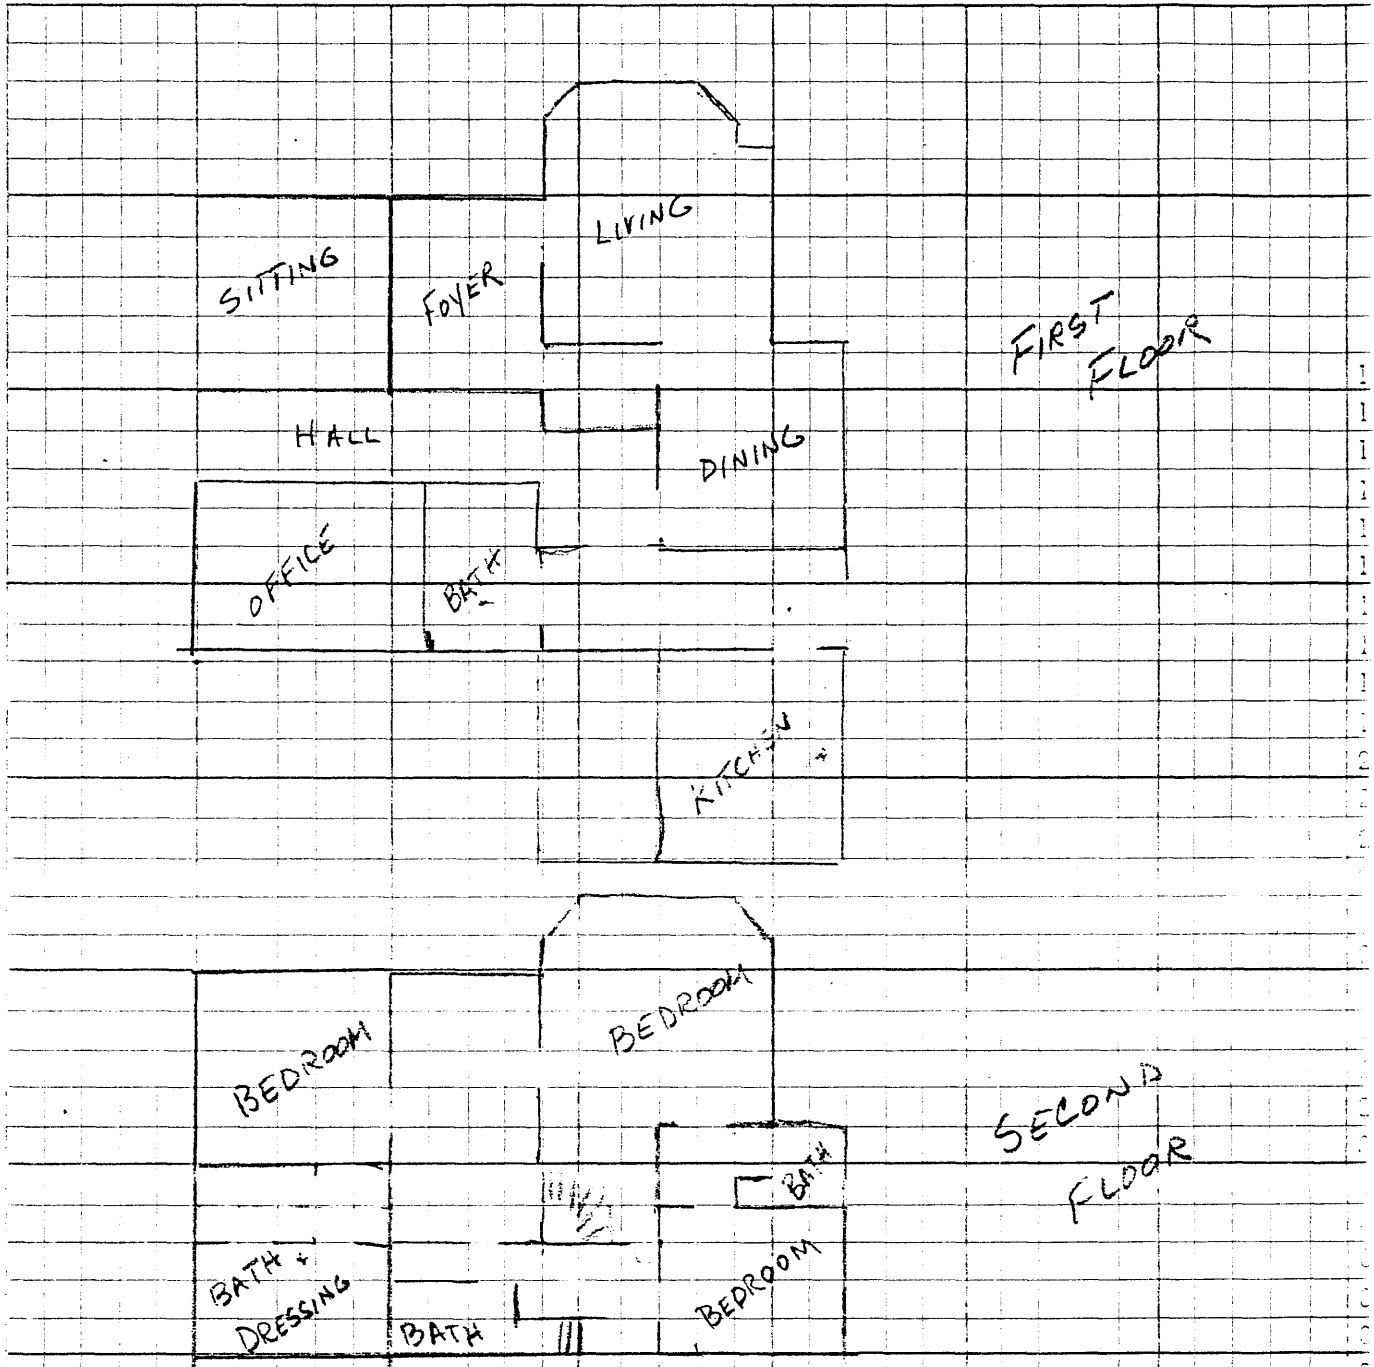 LIVING
SITTING
FOYER
FIRST
FLOOR
HALL
DINING
OFFICE
BATH
KITCHEN
BEDROOM
BEDROOM
SECOND
FLOOR
BATH
BATH +
DRESSING
BEDROOM
BATH